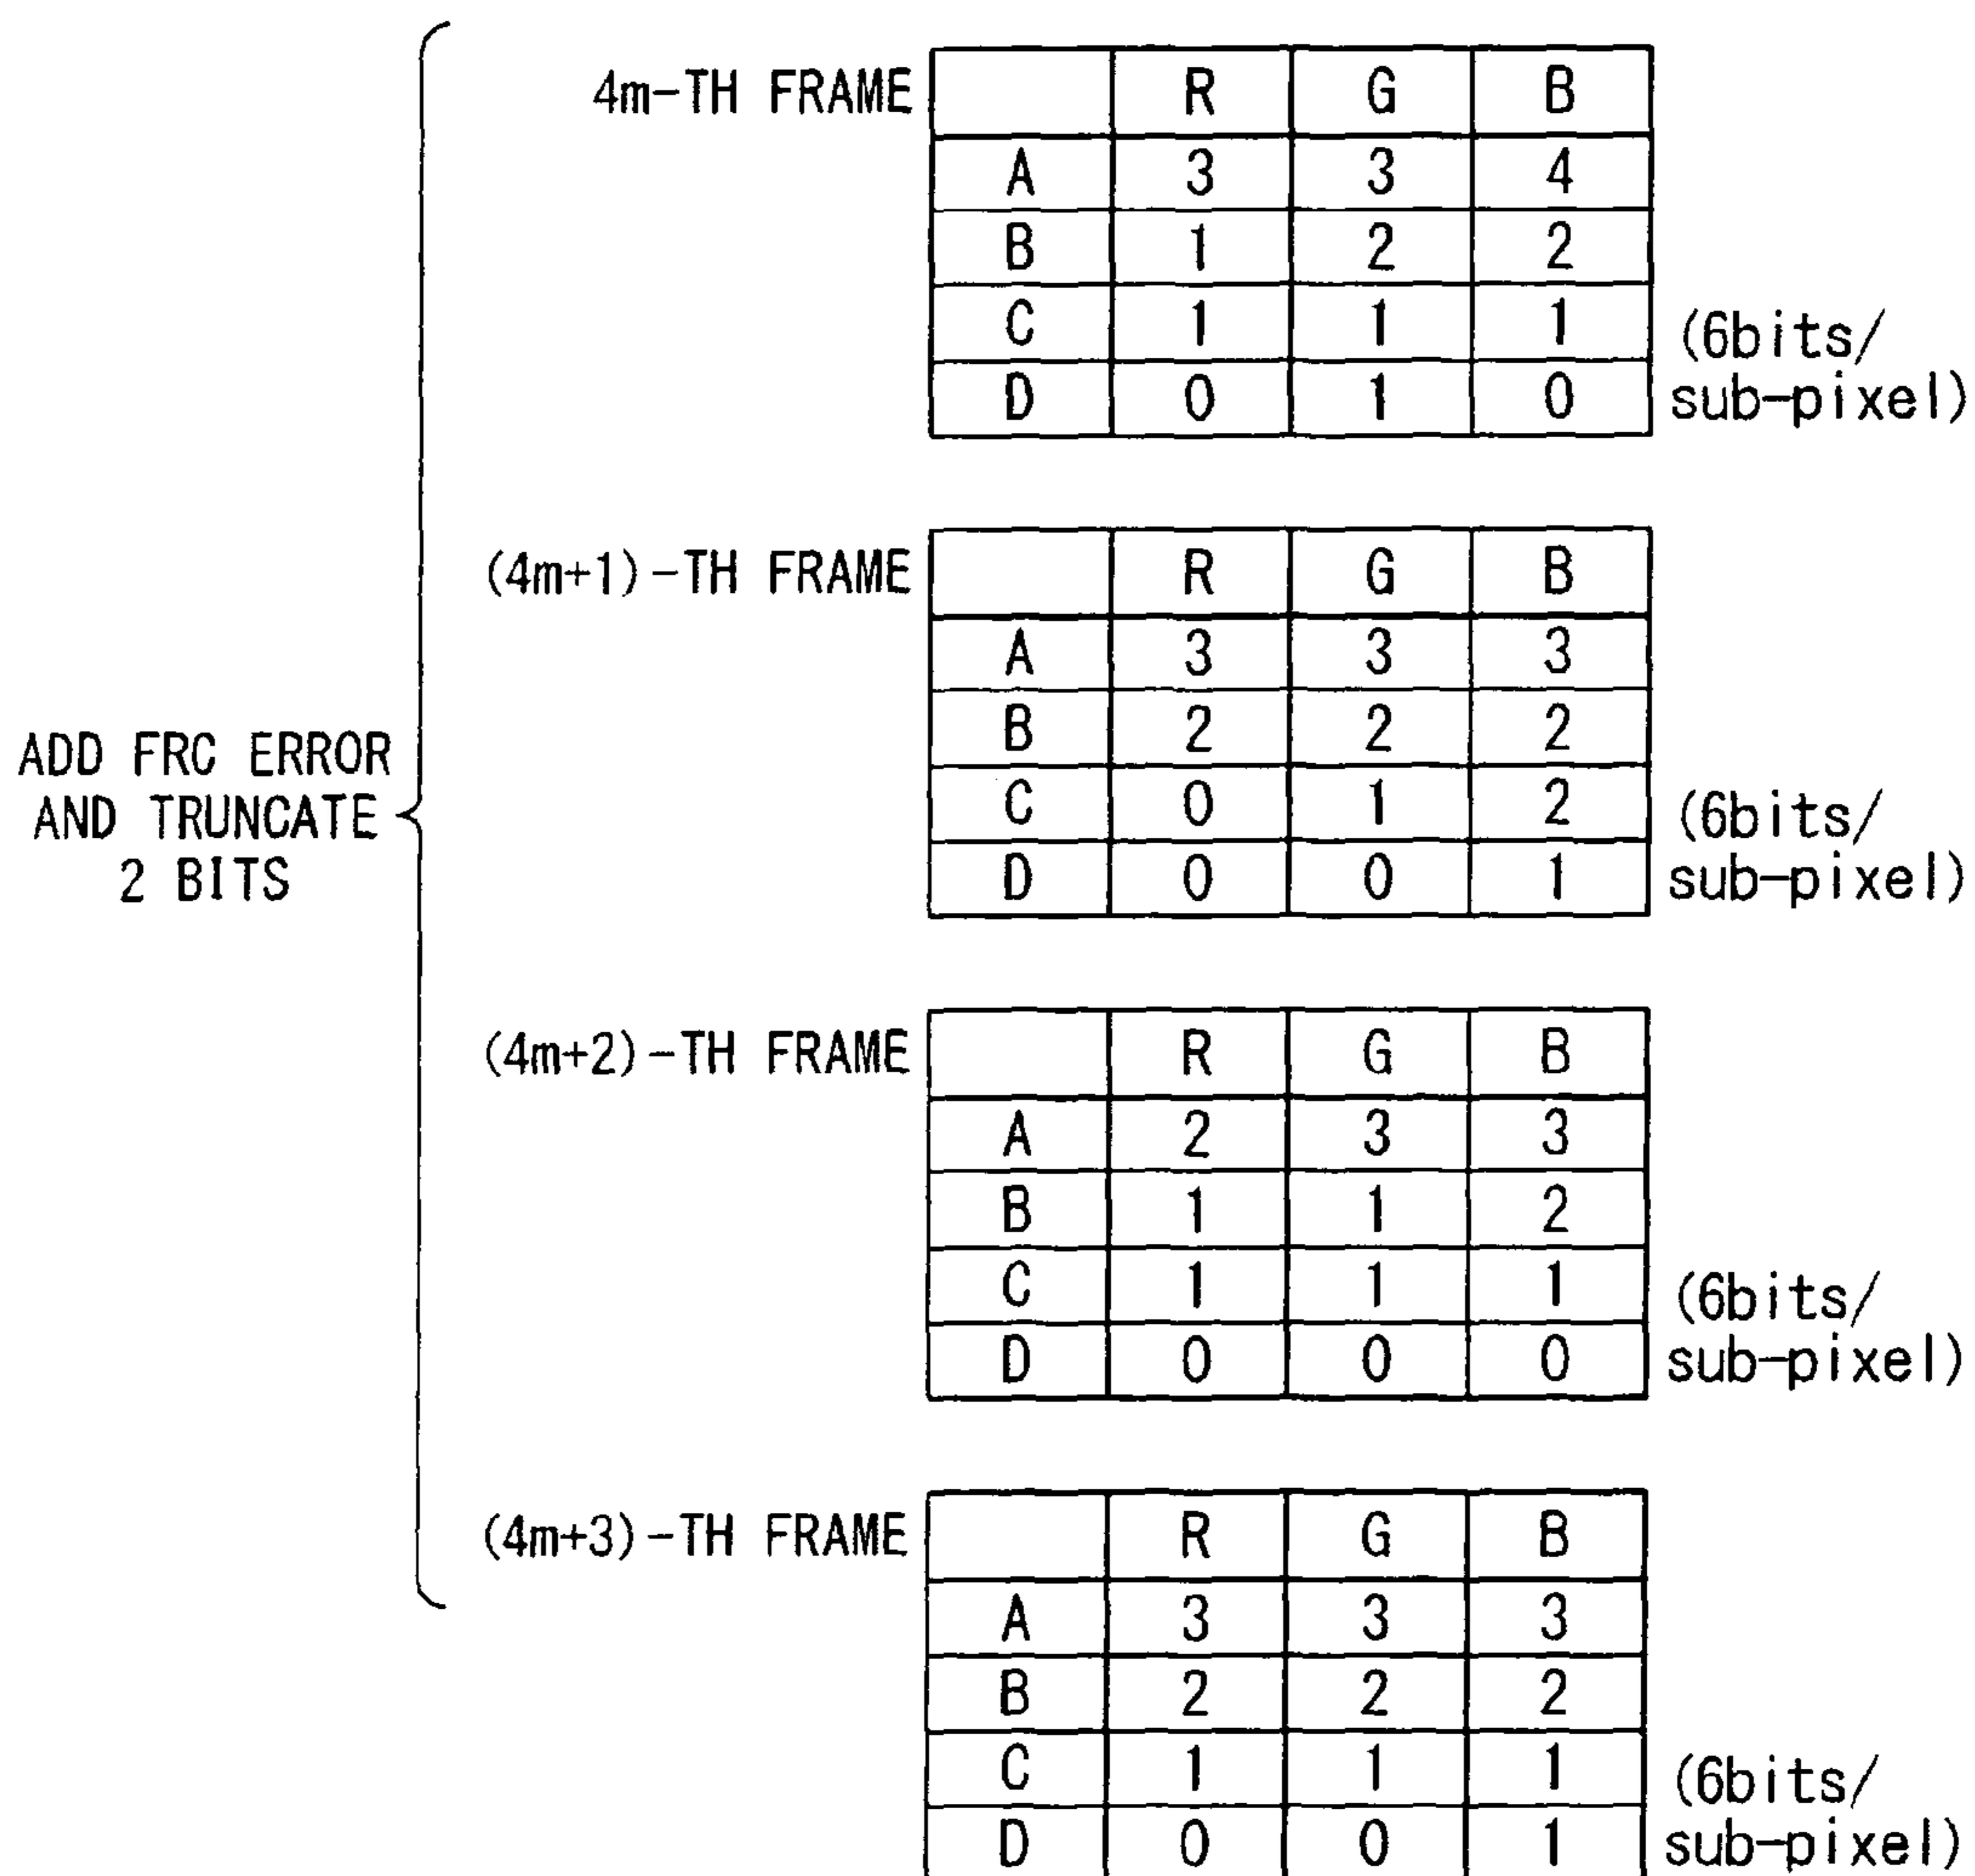 4m-TH FRAME
R G B
A 3 3 4
B 1 2 2
C 1 1 1
D 0 1 0
(6bits/
sub-pixel)
(4m+1)-TH FRAME
R G B
A 3 3 3
B 2 2 2
C 0 1 2
D 0 0 1
(6bits/
sub-pixel)
ADD FRC ERROR
AND TRUNCATE
2 BITS
(4m+2)-TH FRAME
R G B
A 2 3 3
B 1 1 2
C 1 1 1
D 0 0 0
(6bits/
sub-pixel)
(4m+3)-TH FRAME
R G B
A 3 3 3
B 2 2 2
C 1 1 1
D 0 0 1
(6bits/
sub-pixel)